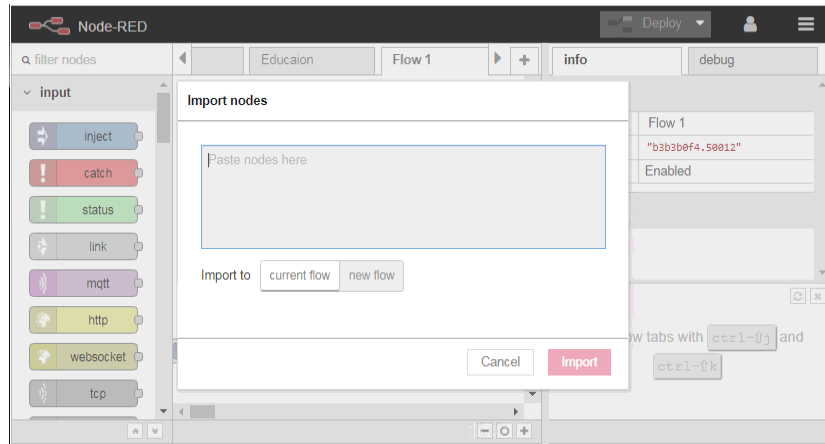 Node-RED
Deploy
filter nodes
Educaion
Flow 1
+
info
debug
input
inject
catch
status
link
mqtt
http
websocket
tcp
Import nodes
Paste nodes here
Import to
current flow
new flow
Cancel
Import
Flow 1
"b3b3b0f4.50012"
Enabled
ow tabs with ctrl-⇧j and
ctrl-⇧k